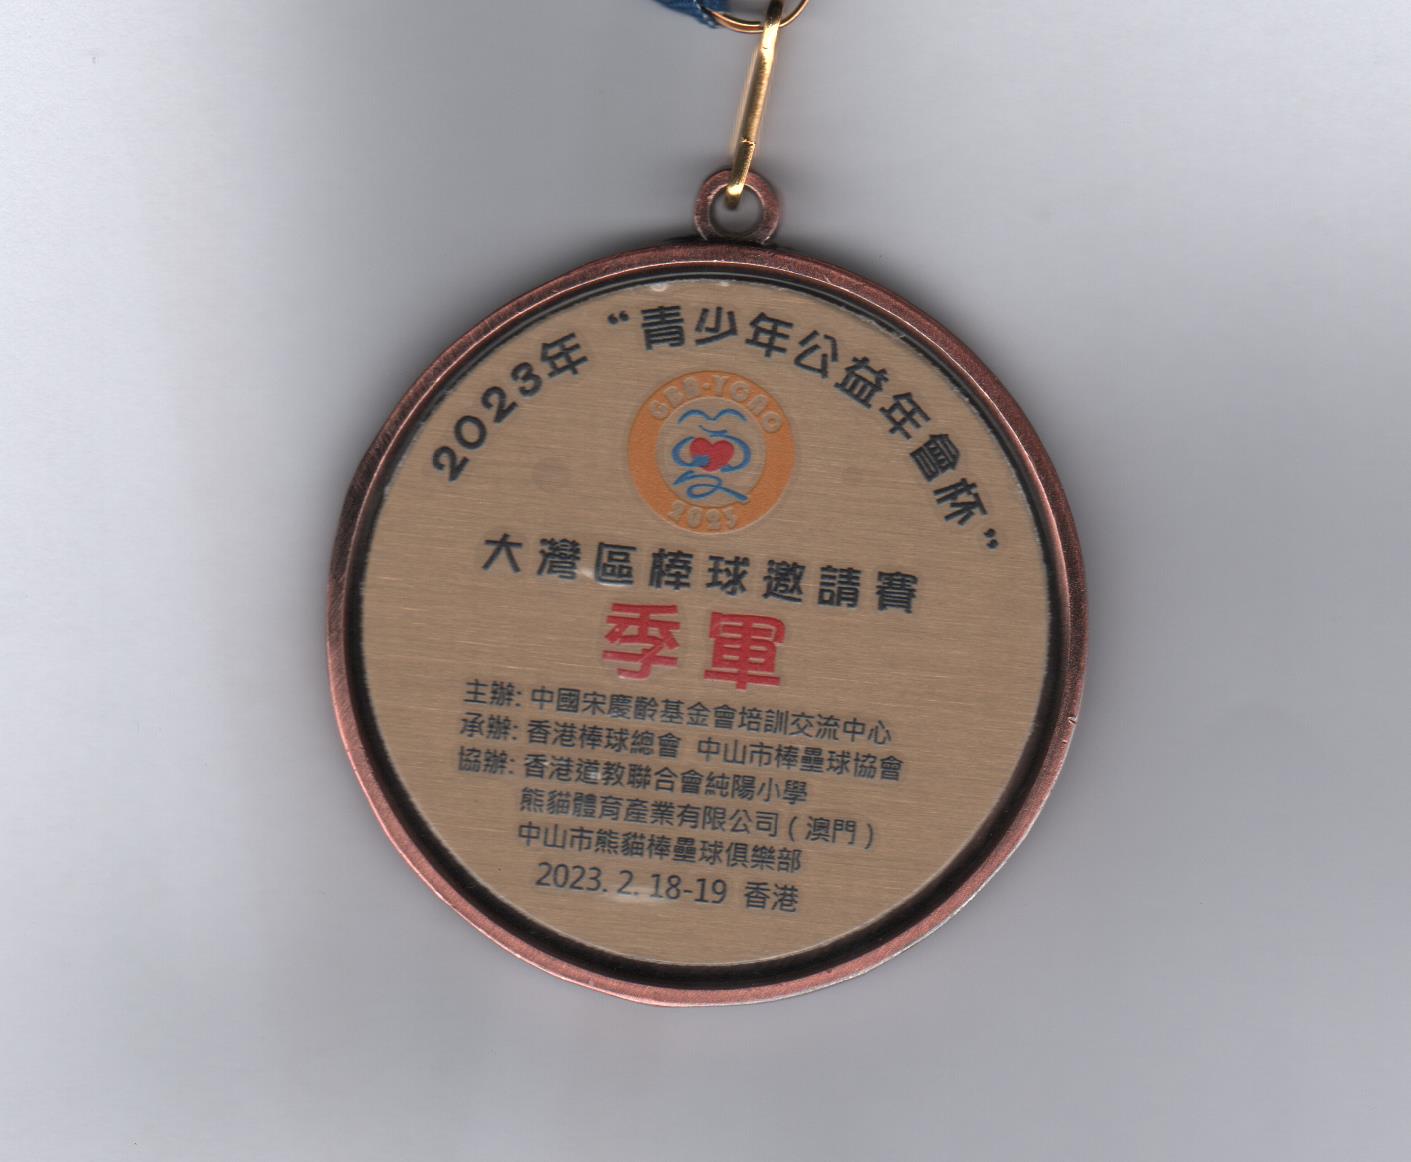 2023年“青少年公益年會杯”
GBA·YGAC
2023
大灣區棒球邀請賽
季軍
主辦: 中國宋慶齡基金會培訓交流中心
承辦: 香港棒球總會 中山市棒壘球協會
協辦: 香港道教聯合會純陽小學
熊貓體育產業有限公司（澳門）
中山市熊貓棒壘球俱樂部
2023. 2. 18-19 香港